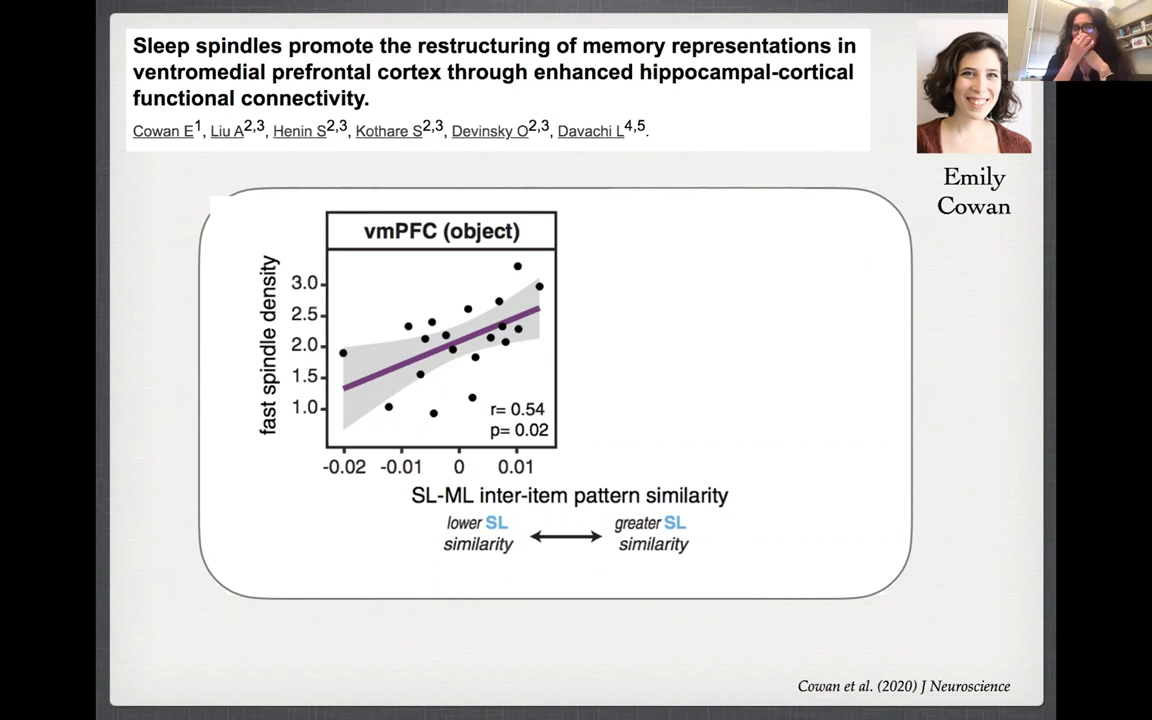 Sleep spindles promote the restructuring of memory representations in
ventromedial prefrontal cortex through enhanced hippocampal-cortical
functional connectivity.
Cowan E1, Liu A2,3, Henin S2,3, Kothare S2,3, Devinsky O2,3, Davachi L4,5.
Emily
Cowan
vmPFC (object)
fast spindle density
3.0
2.5
2.0
1.5
1.0
r= 0.54
p= 0.02
-0.02 -0.01 0 0.01
SL-ML inter-item pattern similarity
lower SL greater SL
similarity similarity
Cowan et al. (2020) J Neuroscience